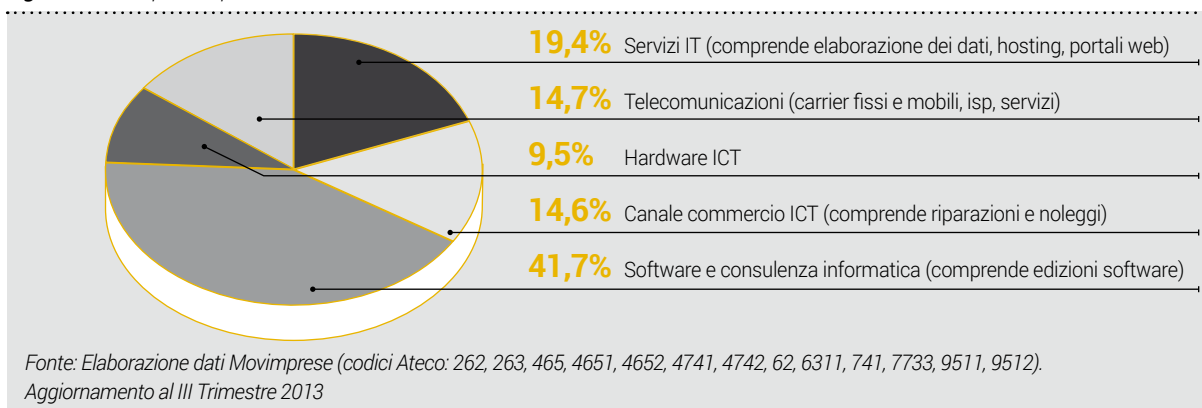 19,4% Servizi IT (comprende elaborazione dei dati, hosting, portali web)
14,7% Telecomunicazioni (carrier fissi e mobili, isp, servizi)
9,5% Hardware ICT
14,6% Canale commercio ICT (comprende riparazioni e noleggi)
41,7% Software e consulenza informatica (comprende edizioni software)
Fonte: Elaborazione dati Movimprese (codici Ateco: 262, 263, 465, 4651, 4652, 4741, 4742, 62, 6311, 741, 7733, 9511, 9512).
Aggiornamento al III Trimestre 2013